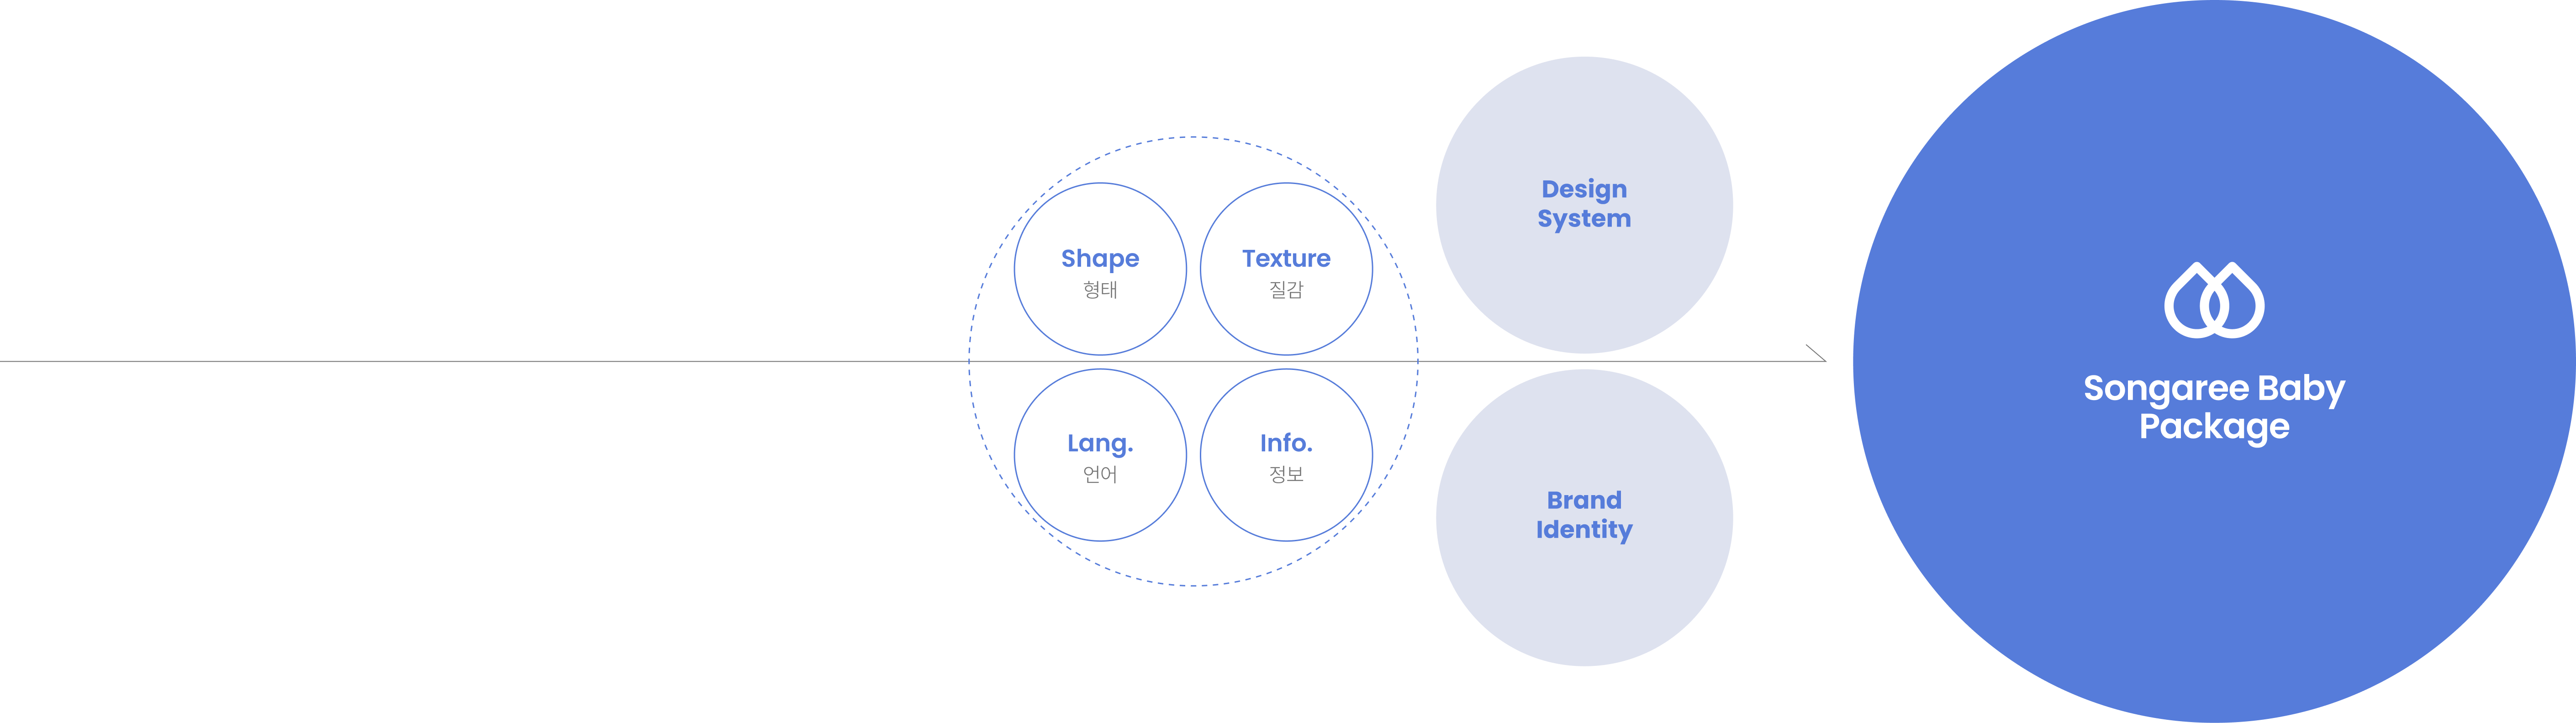 Shape
형태
Texture
질감
Lang.
언어
Info.
정보
Design
System
Brand
Identity
Songaree Baby
Package